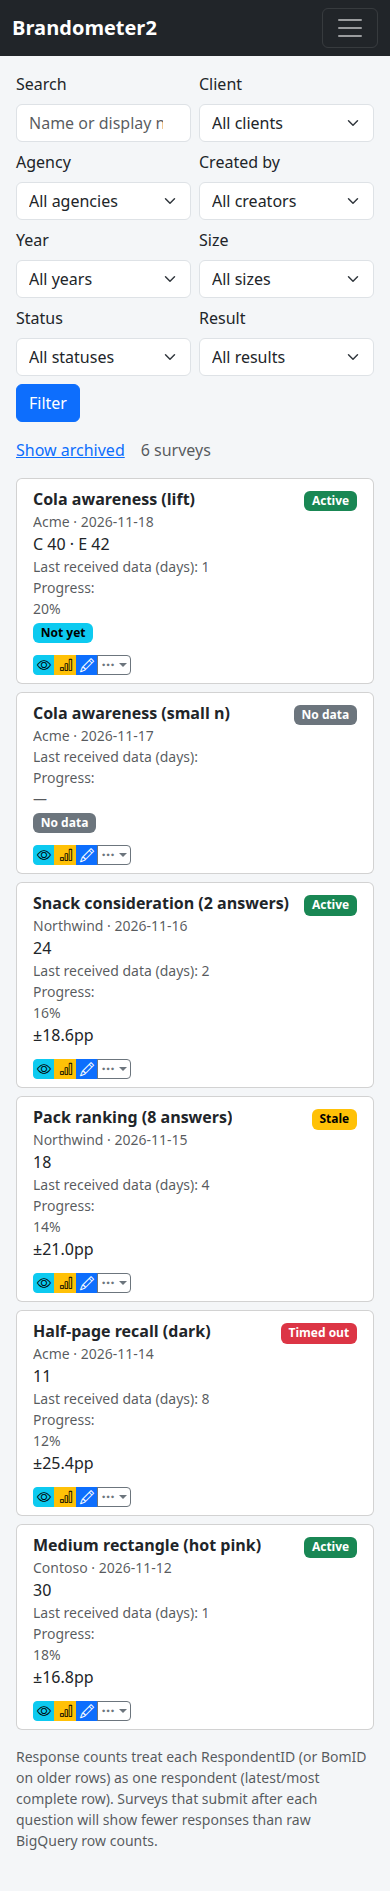 Brandometer2
Search Client
Name or display n All clients
Agency Created by
All agencies All creators
Year Size
All years All sizes
Status Result
All statuses All results
Filter
Show archived 6 surveys
Cola awareness (lift) Active
Acme · 2026-11-18
C 40 · E 42
Last received data (days): 1
Progress:
20%
Not yet
Cola awareness (small n) No data
Acme · 2026-11-17
Last received data (days):
Progress:
—
No data
Snack consideration (2 answers) Active
Northwind · 2026-11-16
24
Last received data (days): 2
Progress:
16%
±18.6pp
Pack ranking (8 answers) Stale
Northwind · 2026-11-15
18
Last received data (days): 4
Progress:
14%
±21.0pp
Half-page recall (dark) Timed out
Acme · 2026-11-14
11
Last received data (days): 8
Progress:
12%
±25.4pp
Medium rectangle (hot pink) Active
Contoso · 2026-11-12
30
Last received data (days): 1
Progress:
18%
±16.8pp
Response counts treat each RespondentID (or BomID
on older rows) as one respondent (latest/most
complete row). Surveys that submit after each
question will show fewer responses than raw
BigQuery row counts.